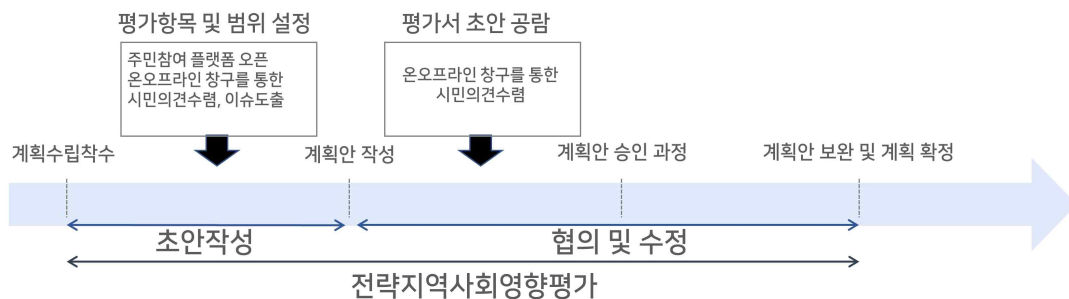 평가항목 및 범위 설정
주민참여 플랫폼 오픈
온오프라인 창구를 통한
시민의견수렴, 이슈도출
평가서 초안 공람
온오프라인 창구를 통한
시민의견수렴
계획수립착수
계획안 작성
계획안 승인 과정
계획안 보완 및 계획 확정
초안작성
협의 및 수정
전략지역사회영향평가